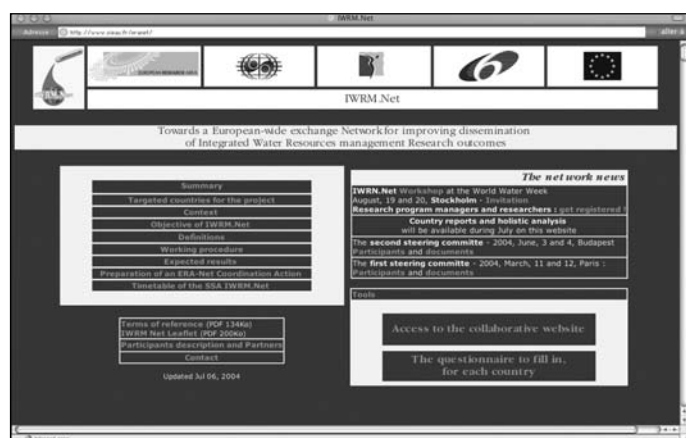 IWRM.Net
Adresse
aller à
EUROPEAN RESEARCH AREA
IWRM.Net
IWRM.Net
Towards a European-wide exchange Network for improving dissemination
of Integrated Water Resources management Research outcomes
Summary
Targeted countries for the project
Context
Objective of IWRM.Net
Definitions
Working procedure
Expected results
Preparation of an ERA-Net Coordination Action
Timetable of the SSA IWRM.Net
Terms of reference (PDF 134Ko)
IWRM Net Leaflet (PDF 200Ko)
Participants description and Partners
Contact
Updated Jul 06, 2004
The network news
IWRN.Net Workshop at the World Water Week
August, 19 and 20, Stockholm - Invitation
Research program managers and researchers : get registered !
Country reports and holistic analysis
will be available during July on this website
The second steering committe - 2004, June, 3 and 4, Budapest
Participants and documents
The first steering committe - 2004, March, 11 and 12, Paris :
Participants and documents
Tools
Access to the collaborative website
The questionnaire to fill in,
for each country